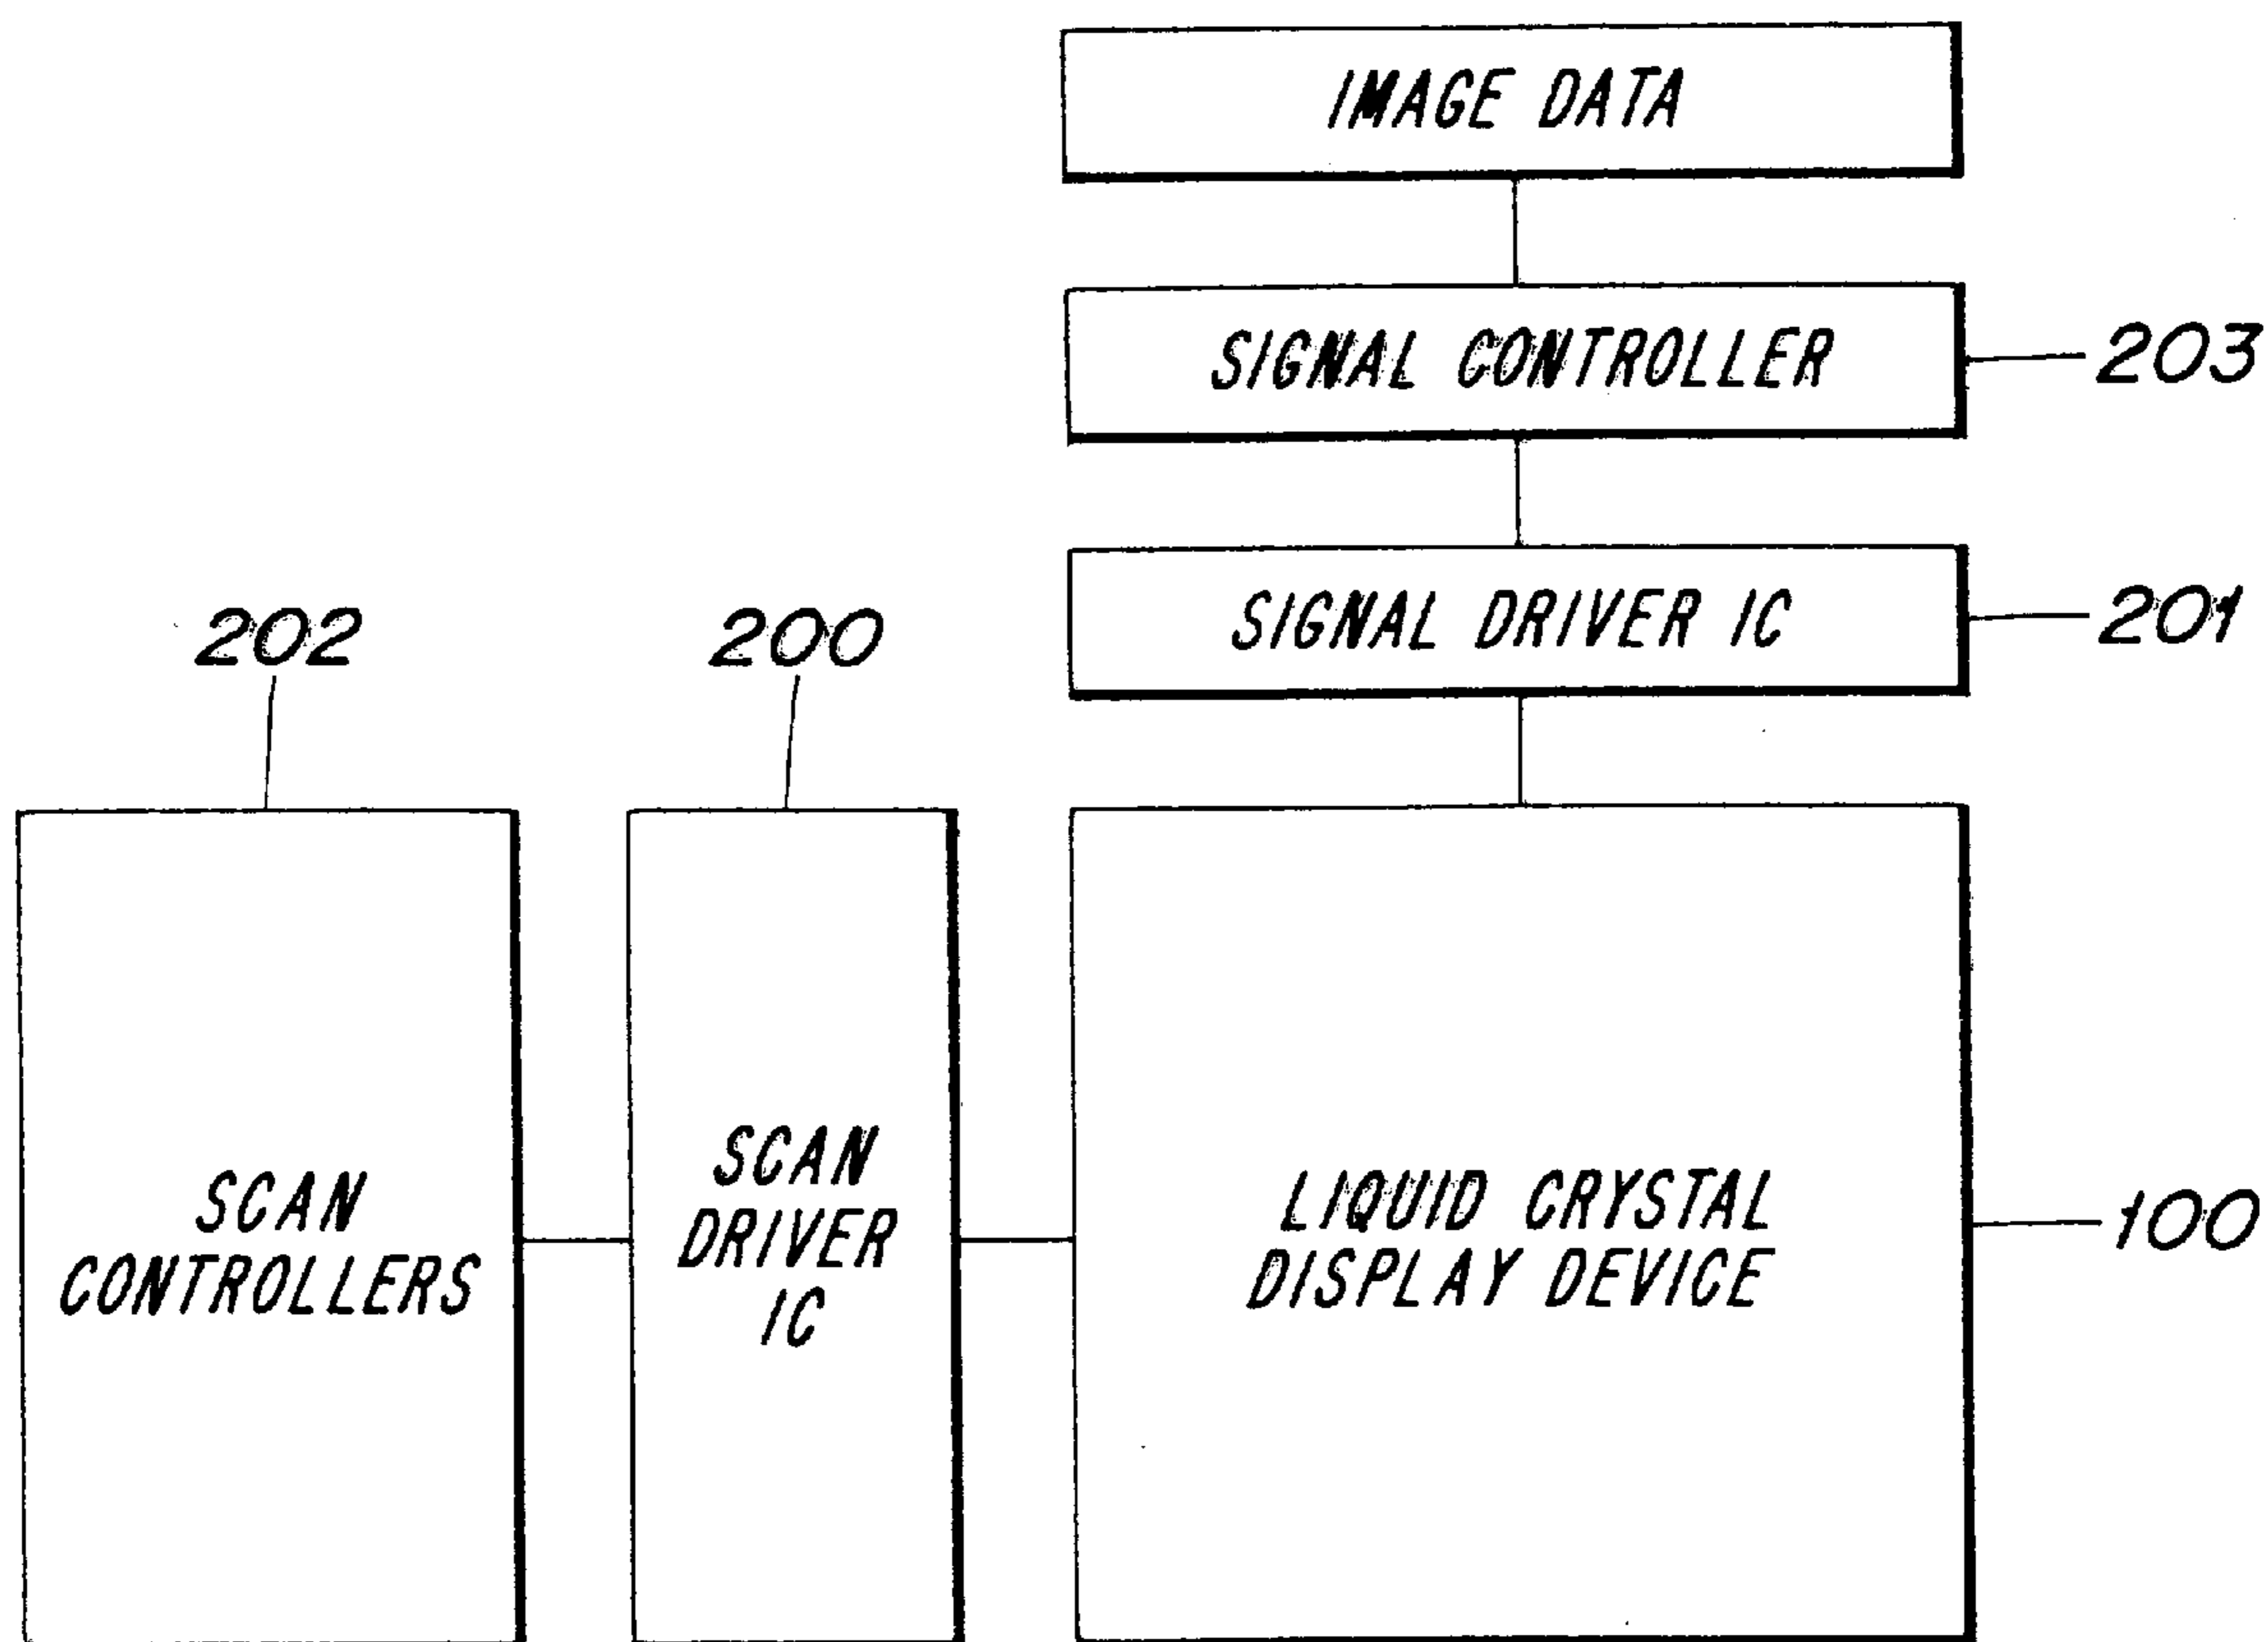 IMAGE DATA
SIGNAL CONTROLLER
203
SIGNAL DRIVER IC
201
202
200
SCAN
CONTROLLERS
SCAN
DRIVER
IC
LIQUID CRYSTAL
DISPLAY DEVICE
100